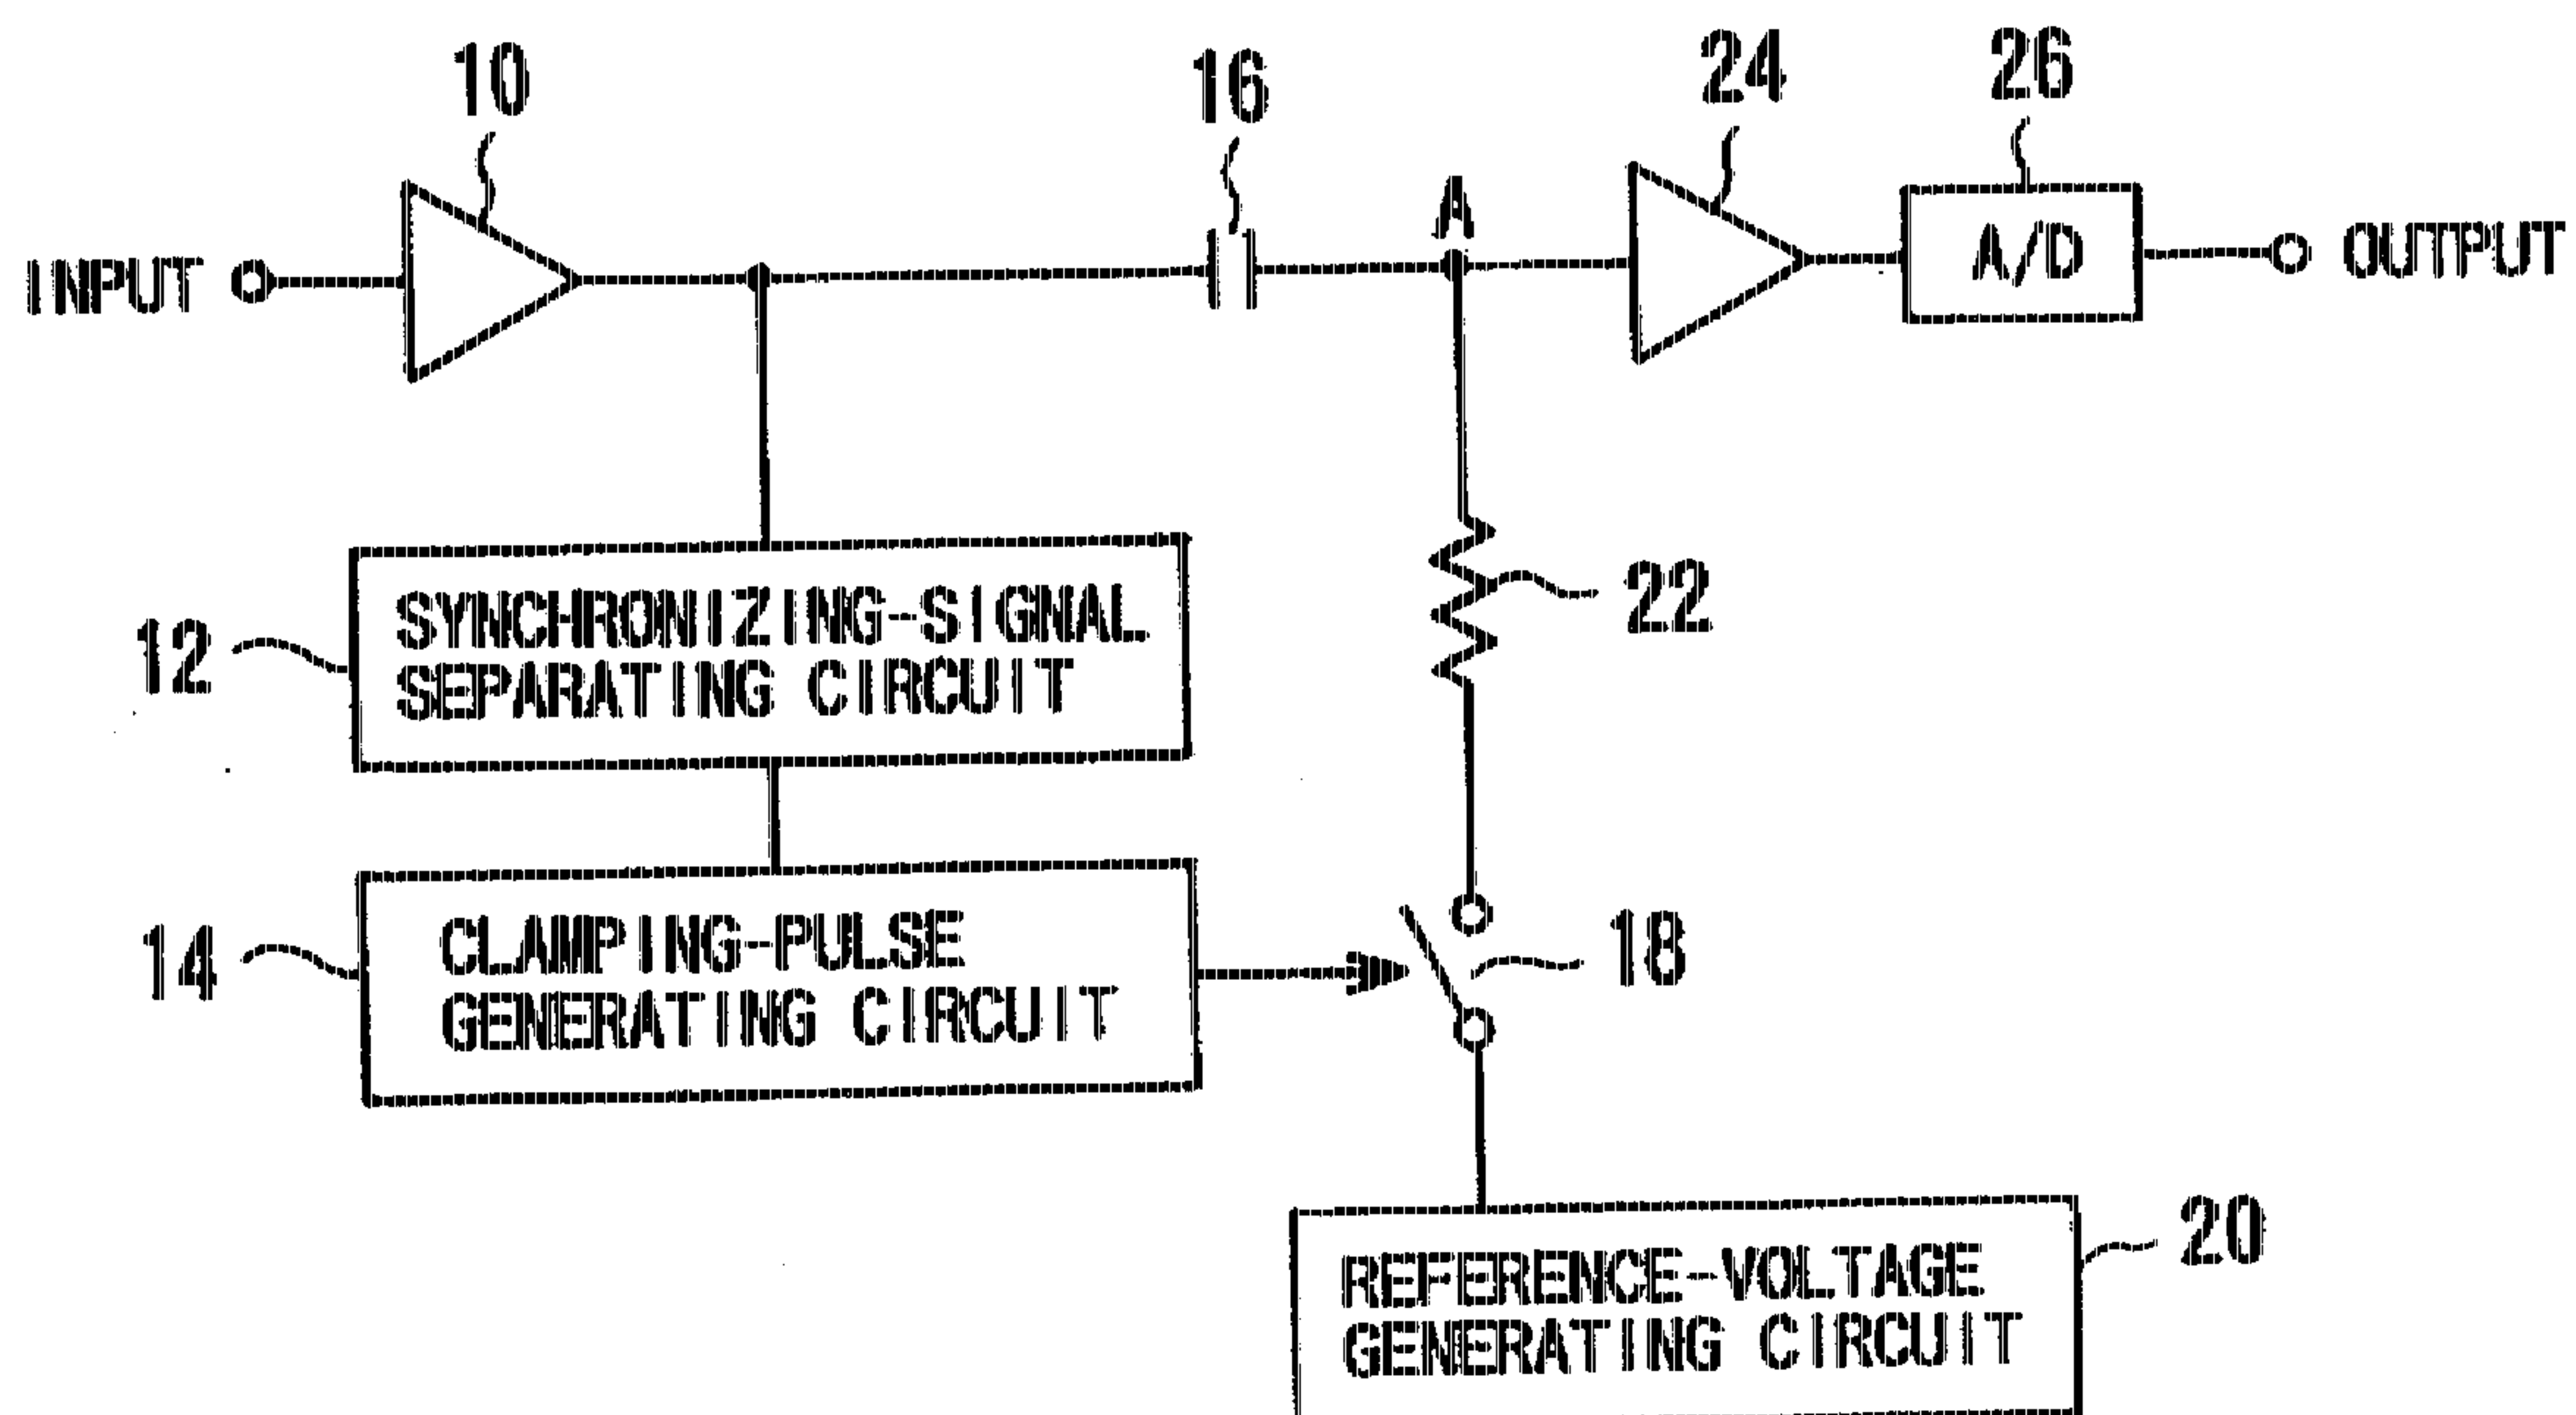 10
16
24
26
A
INPUT
A/D
OUTPUT
12
SYNCHRONIZING-SIGNAL
SEPARATING CIRCUIT
22
14
CLAMPING-PULSE
GENERATING CIRCUIT
18
20
REFERENCE-VOLTAGE
GENERATING CIRCUIT